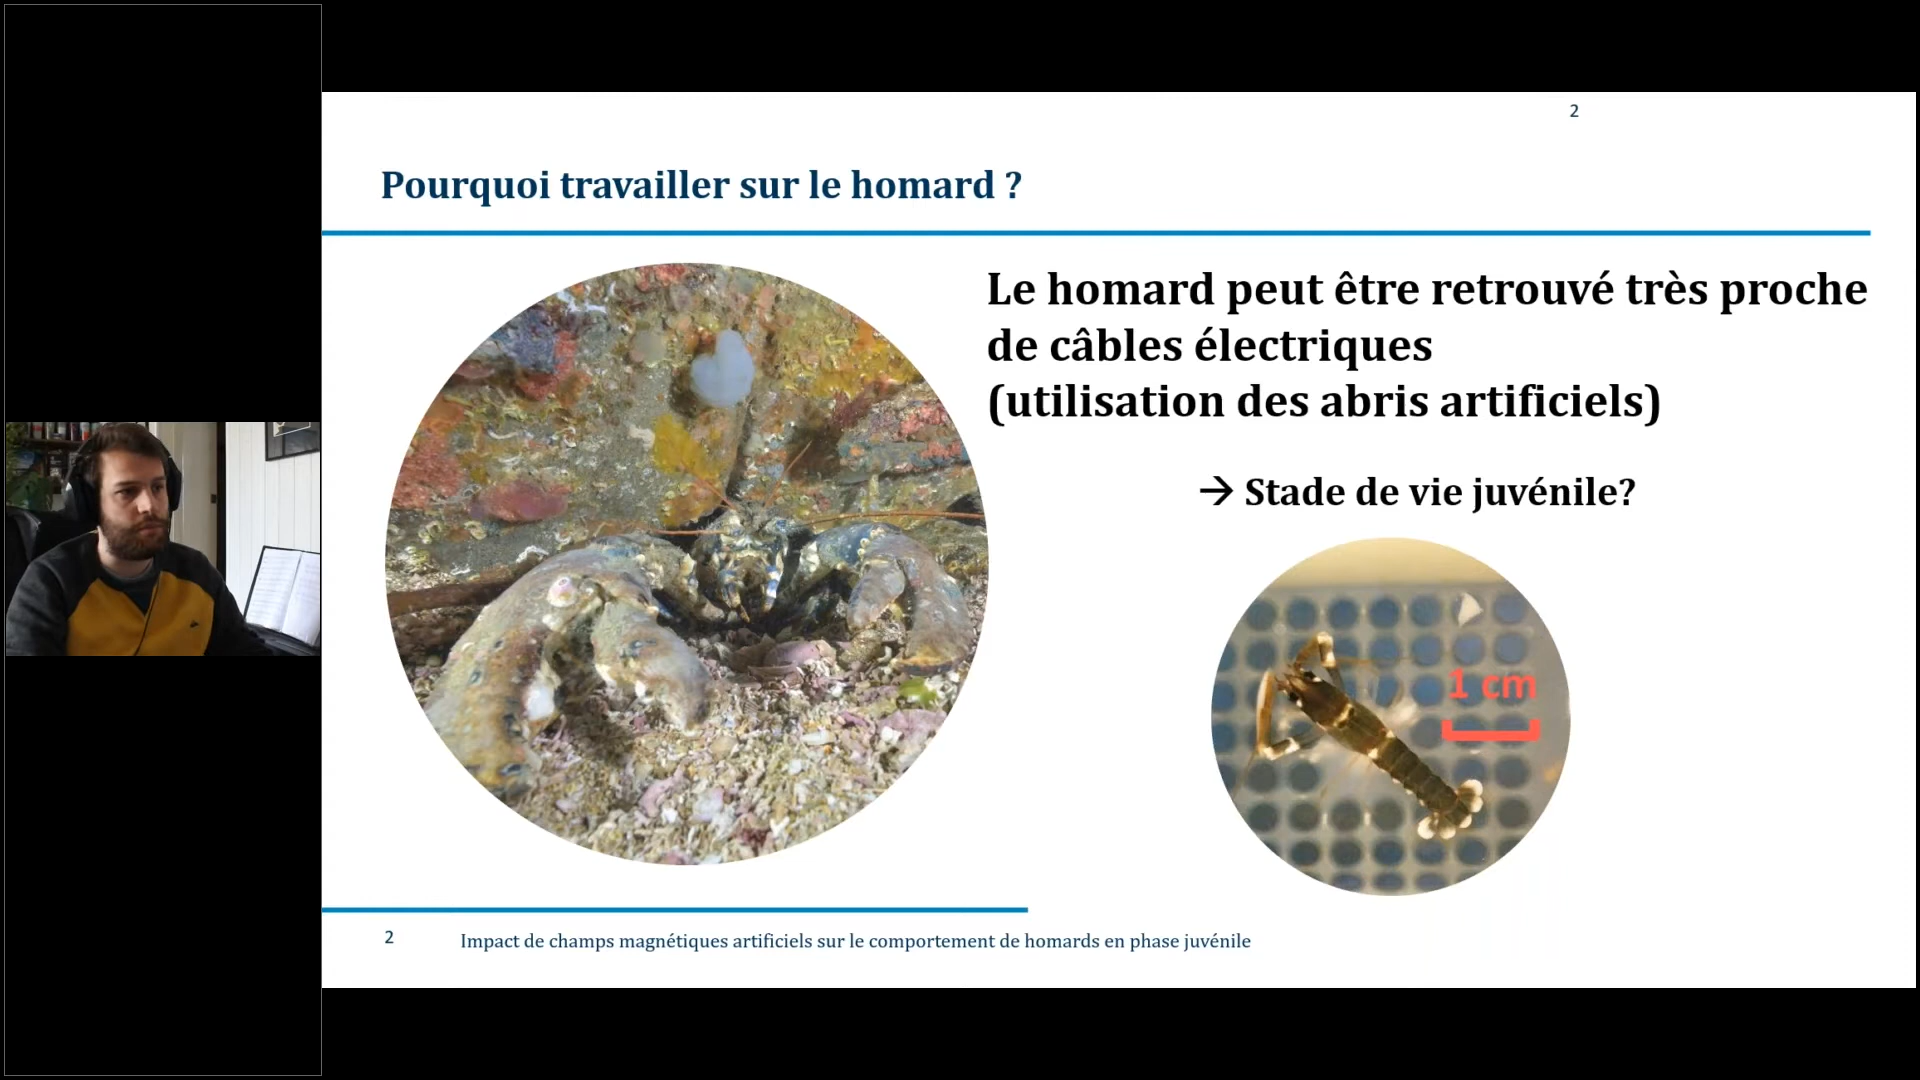 2
Pourquoi travailler sur le homard ?
Le homard peut être retrouvé très proche
de câbles électriques
(utilisation des abris artificiels)
→ Stade de vie juvénile?
1 cm
2
Impact de champs magnétiques artificiels sur le comportement de homards en phase juvénile